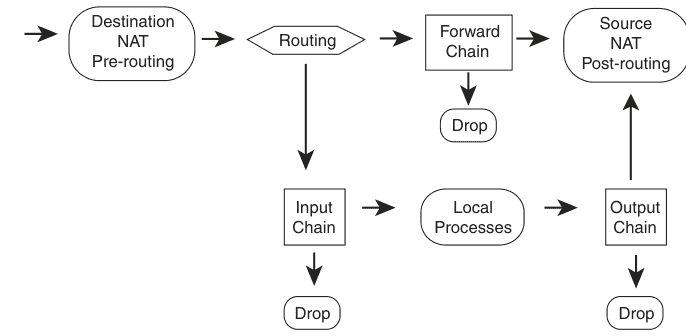 Destination
NAT
Pre-routing
Routing
Forward
Chain
Source
NAT
Post-routing
Drop
Input
Chain
Local
Processes
Output
Chain
Drop
Drop